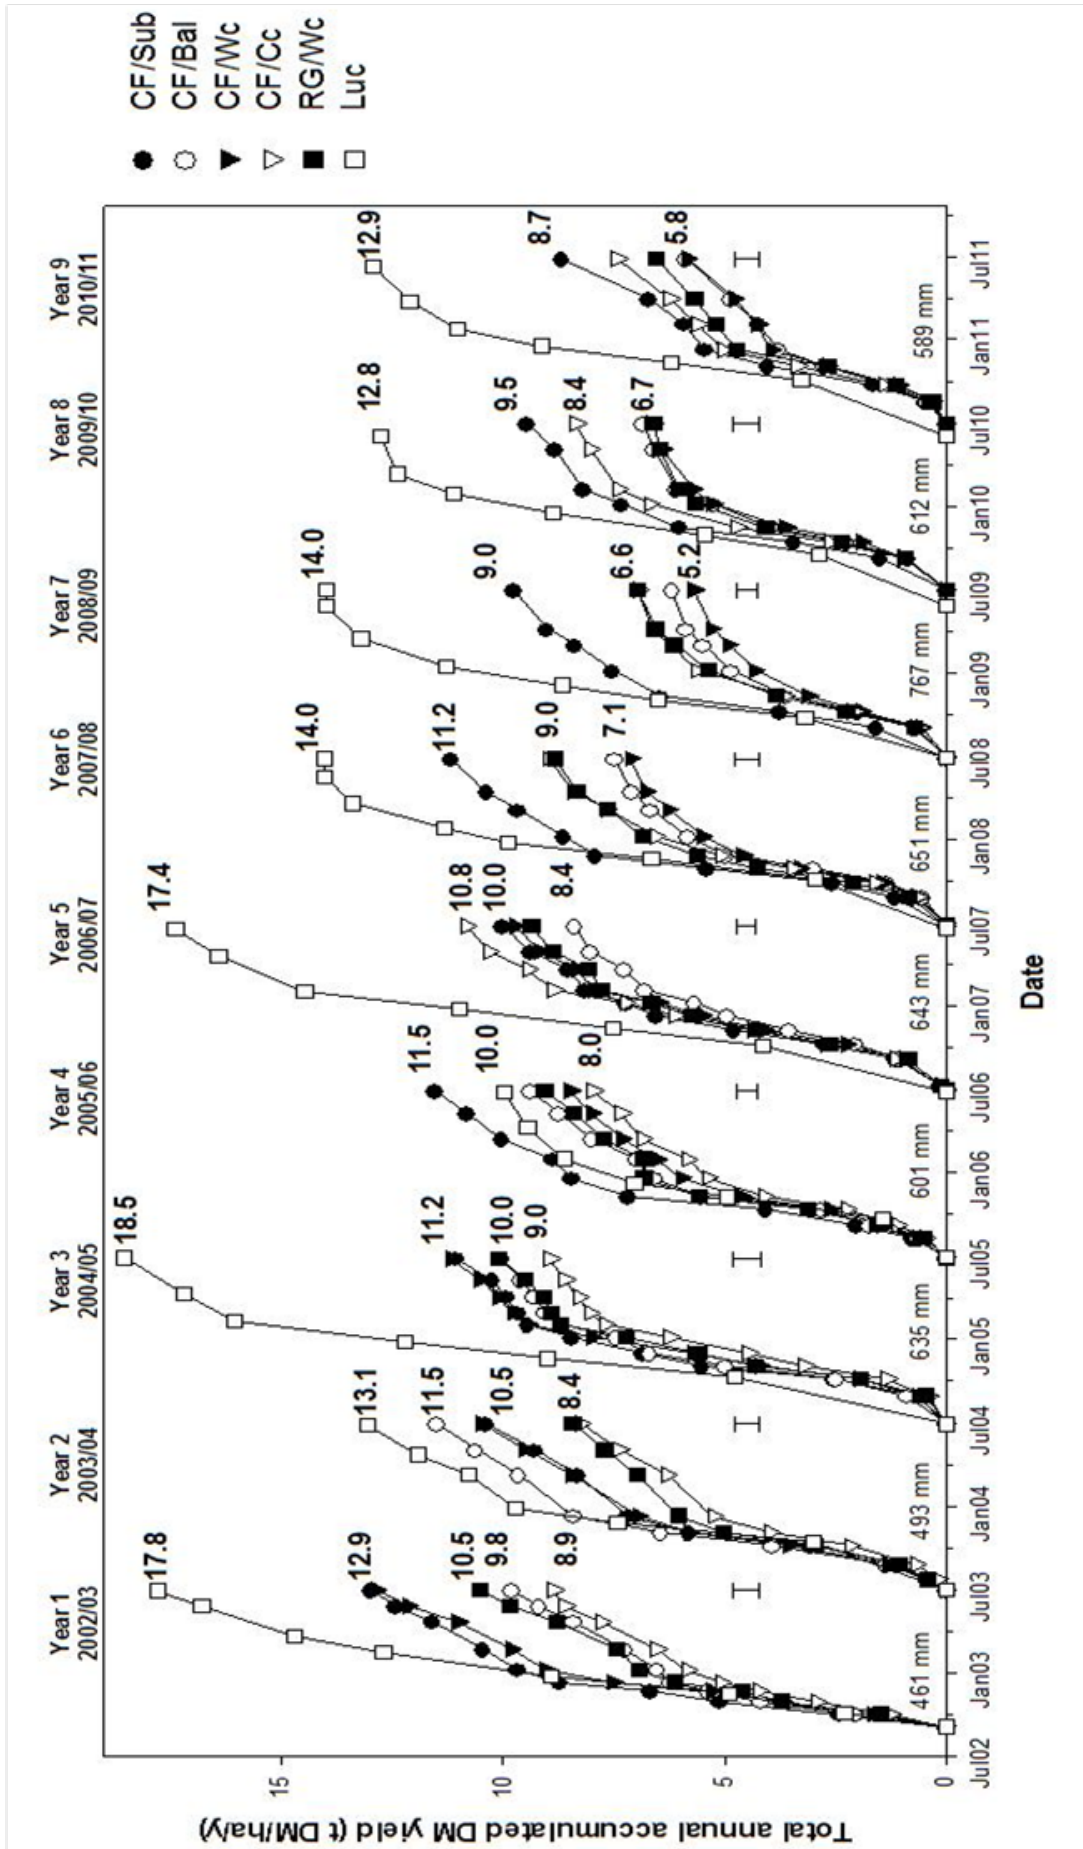 Year 1
2002/03
Year 2
2003/04
Year 3
2004/05
Year 4
2005/06
Year 5
2006/07
Year 6
2007/08
Year 7
2008/09
Year 8
2009/10
Year 9
2010/11
CF/Sub
CF/Bal
CF/Wc
CF/Cc
RG/Wc
Luc
Total annual accumulated DM yield (t DM/ha/y)
15
10
5
0
17.8
12.9
10.5
9.8
8.9
461 mm
13.1
11.5
10.5
8.4
493 mm
18.5
11.2
10.0
9.0
635 mm
11.5
10.0
8.0
601 mm
17.4
10.8
10.0
8.4
643 mm
14.0
11.2
9.0
7.1
651 mm
14.0
9.0
6.6
5.2
767 mm
12.8
9.5
8.4
6.7
612 mm
12.9
8.7
5.8
589 mm
Jul02
Jan03
Jul03
Jan04
Jul04
Jan05
Jul05
Jan06
Jul06
Jan07
Jul07
Jan08
Jul08
Jan09
Jul09
Jan10
Jul10
Jan11
Jul11
Date